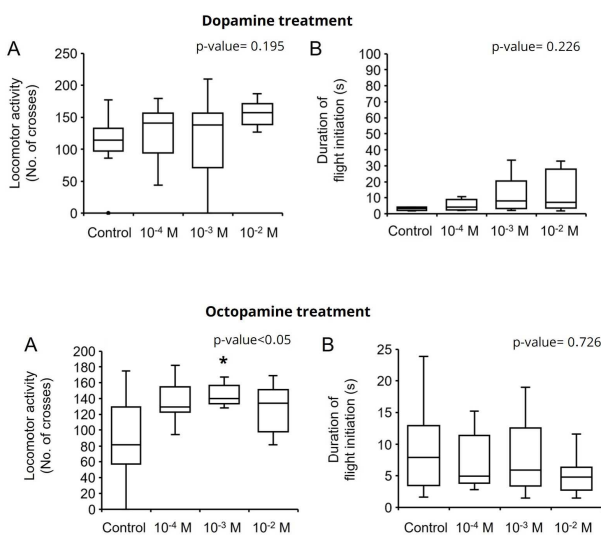 Dopamine treatment
A
p-value= 0.195
Locomotor activity
(No. of crosses)
250
200
150
100
50
0
Control 10-4 M 10-3 M 10-2 M
B
p-value= 0.226
Duration of
flight initiation (s)
100
90
80
70
60
50
40
30
20
10
0
Control 10-4 M 10-3 M 10-2 M
Octopamine treatment
A
p-value<0.05
Locomotor activity
(No. of crosses)
200
180
160
140
120
100
80
60
40
20
0
*
Control 10-4 M 10-3 M 10-2 M
B
p-value= 0.726
Duration of
flight initiation (s)
25
20
15
10
5
0
Control 10-4 M 10-3 M 10-2 M